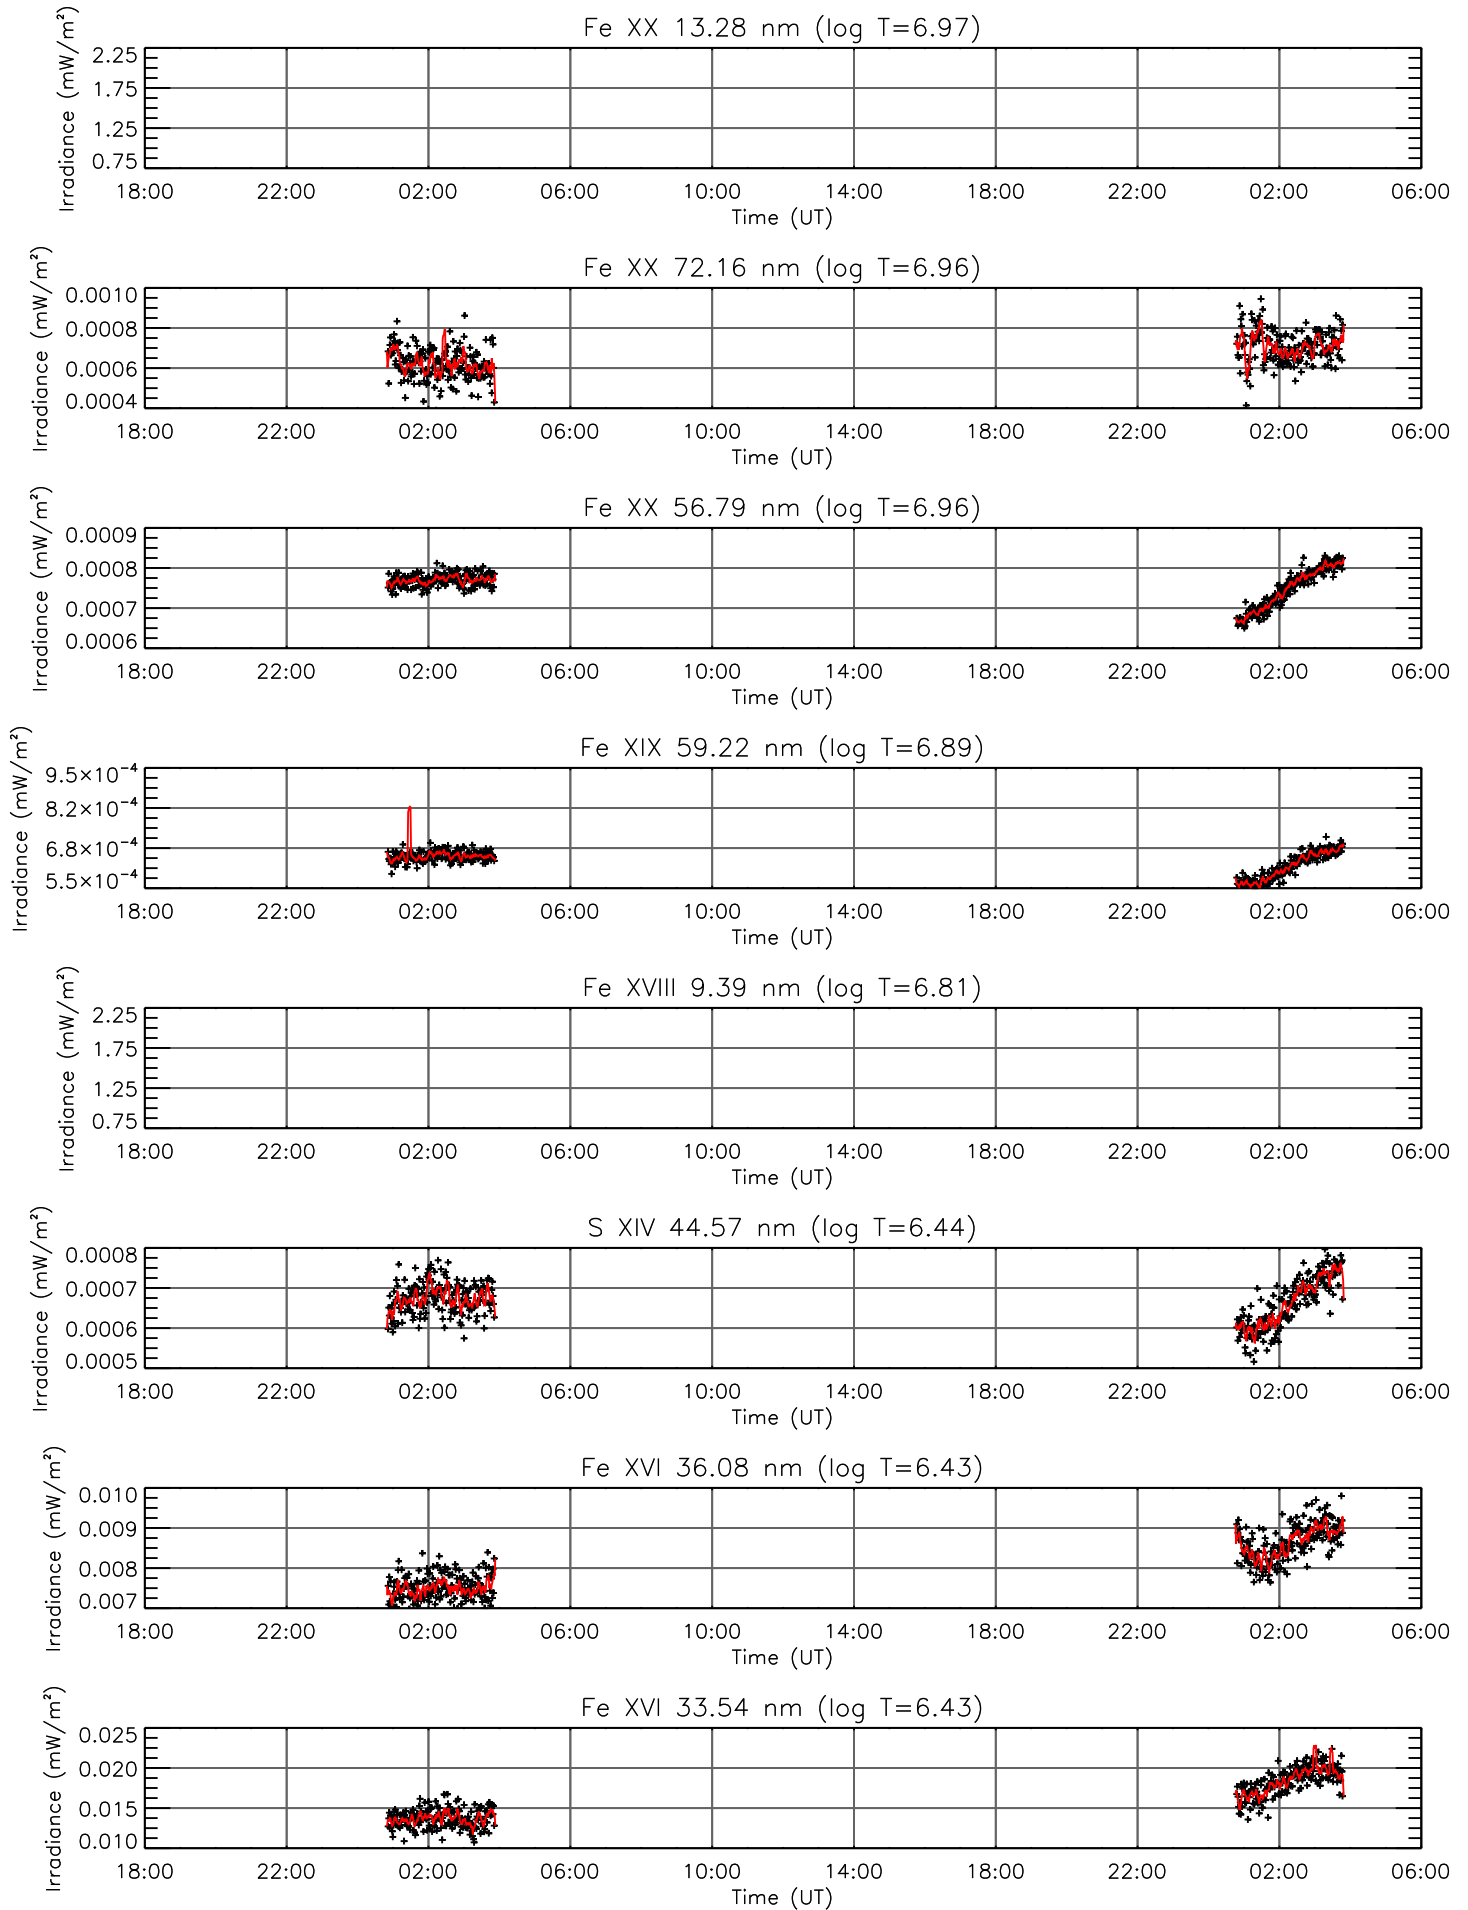 Fe XX 13.28 nm (log T=6.97)
Irradiance (mW/m²)
2.25
1.75
1.25
0.75
18:00 22:00 02:00 06:00 10:00 14:00 18:00 22:00 02:00 06:00
Time (UT)
Fe XX 72.16 nm (log T=6.96)
Irradiance (mW/m²)
0.0010
0.0008
0.0006
0.0004
18:00 22:00 02:00 06:00 10:00 14:00 18:00 22:00 02:00 06:00
Time (UT)
Fe XX 56.79 nm (log T=6.96)
Irradiance (mW/m²)
0.0009
0.0008
0.0007
0.0006
18:00 22:00 02:00 06:00 10:00 14:00 18:00 22:00 02:00 06:00
Time (UT)
Fe XIX 59.22 nm (log T=6.89)
Irradiance (mW/m²)
9.5×10⁻⁴
8.2×10⁻⁴
6.8×10⁻⁴
5.5×10⁻⁴
18:00 22:00 02:00 06:00 10:00 14:00 18:00 22:00 02:00 06:00
Time (UT)
Fe XVIII 9.39 nm (log T=6.81)
Irradiance (mW/m²)
2.25
1.75
1.25
0.75
18:00 22:00 02:00 06:00 10:00 14:00 18:00 22:00 02:00 06:00
Time (UT)
S XIV 44.57 nm (log T=6.44)
Irradiance (mW/m²)
0.0008
0.0007
0.0006
0.0005
18:00 22:00 02:00 06:00 10:00 14:00 18:00 22:00 02:00 06:00
Time (UT)
Fe XVI 36.08 nm (log T=6.43)
Irradiance (mW/m²)
0.010
0.009
0.008
0.007
18:00 22:00 02:00 06:00 10:00 14:00 18:00 22:00 02:00 06:00
Time (UT)
Fe XVI 33.54 nm (log T=6.43)
Irradiance (mW/m²)
0.025
0.020
0.015
0.010
18:00 22:00 02:00 06:00 10:00 14:00 18:00 22:00 02:00 06:00
Time (UT)